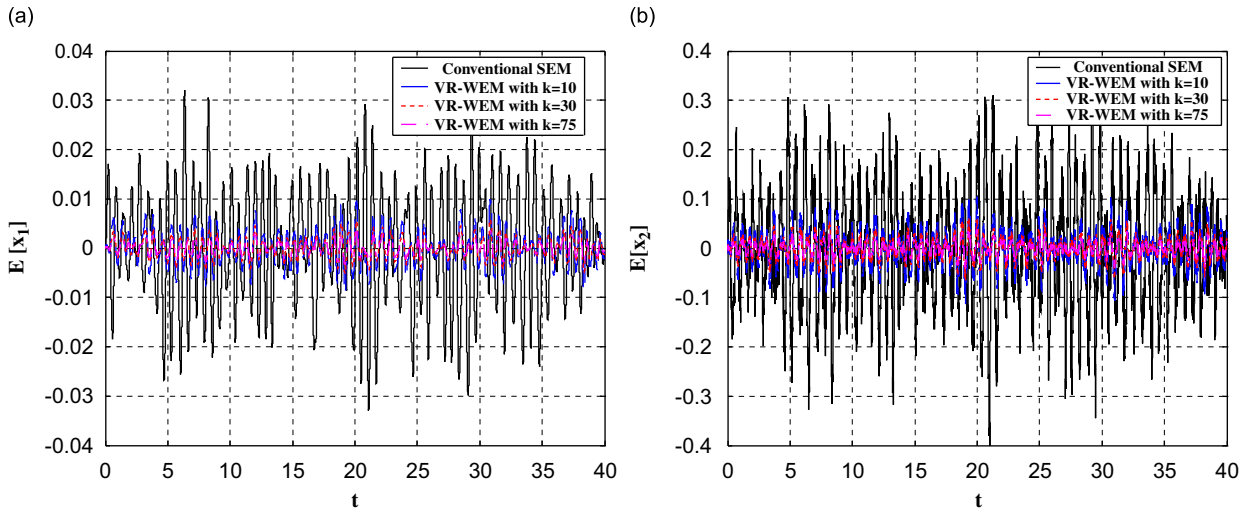 (a)
0.04
0.03
0.02
0.01
0
-0.01
-0.02
-0.03
-0.04
E [x1]
0 5 10 15 20 25 30 35 40
t
Conventional SEM
VR-WEM with k=10
VR-WEM with k=30
VR-WEM with k=75
(b)
0.4
0.3
0.2
0.1
0
-0.1
-0.2
-0.3
-0.4
E[x2]
0 5 10 15 20 25 30 35 40
t
Conventional SEM
VR-WEM with k=10
VR-WEM with k=30
VR-WEM with k=75